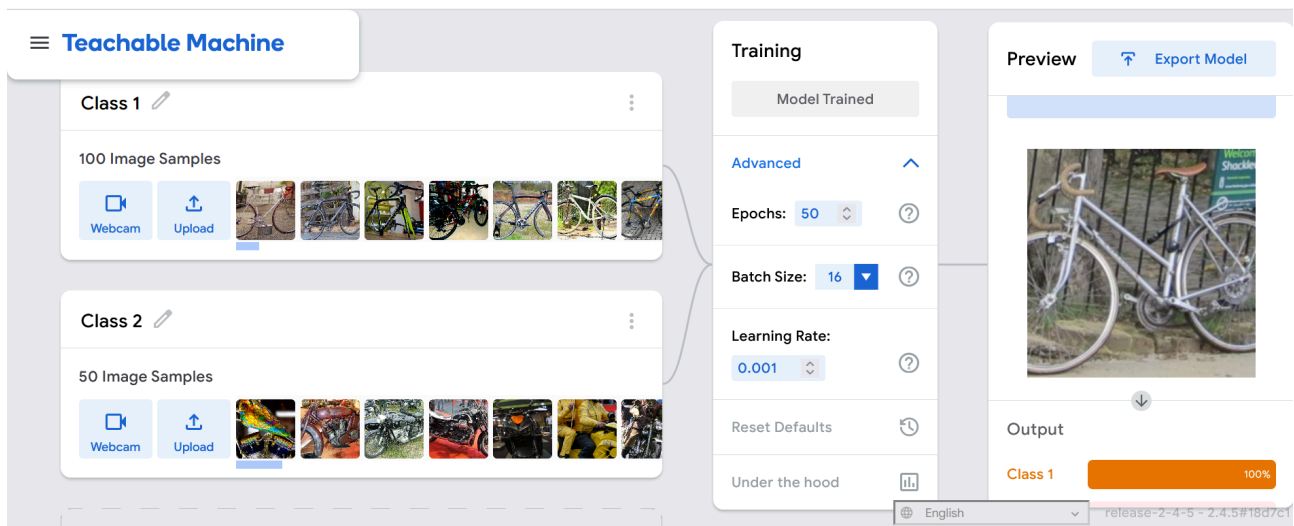 Teachable Machine
Class 1
100 Image Samples
Webcam
Upload
Class 2
50 Image Samples
Webcam
Upload
Training
Model Trained
Advanced
Epochs: 50
Batch Size: 16
Learning Rate:
0.001
Reset Defaults
Under the hood
Preview
Export Model
Welcome
Output
Class 1
100%
English
release-2-4-5 - 2.4.5#18d7c1